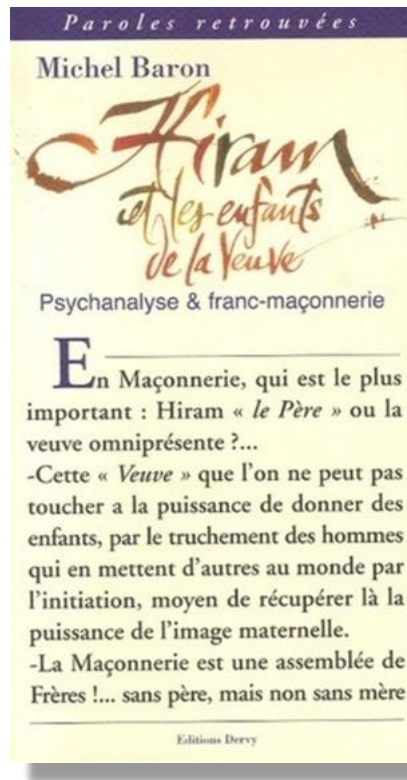 Paroles retrouvées
Michel Baron
Hiram
et les enfants
de la Veuve
Psychanalyse & franc-maçonnerie
En Maçonnerie, qui est le plus
important : Hiram « le Père » ou la
veuve omniprésente ?...
-Cette « Veuve » que l'on ne peut pas
toucher a la puissance de donner des
enfants, par le truchement des hommes
qui en mettent d'autres au monde par
l'initiation, moyen de récupérer là la
puissance de l'image maternelle.
-La Maçonnerie est une assemblée de
Frères !... sans père, mais non sans mère
Editions Dervy